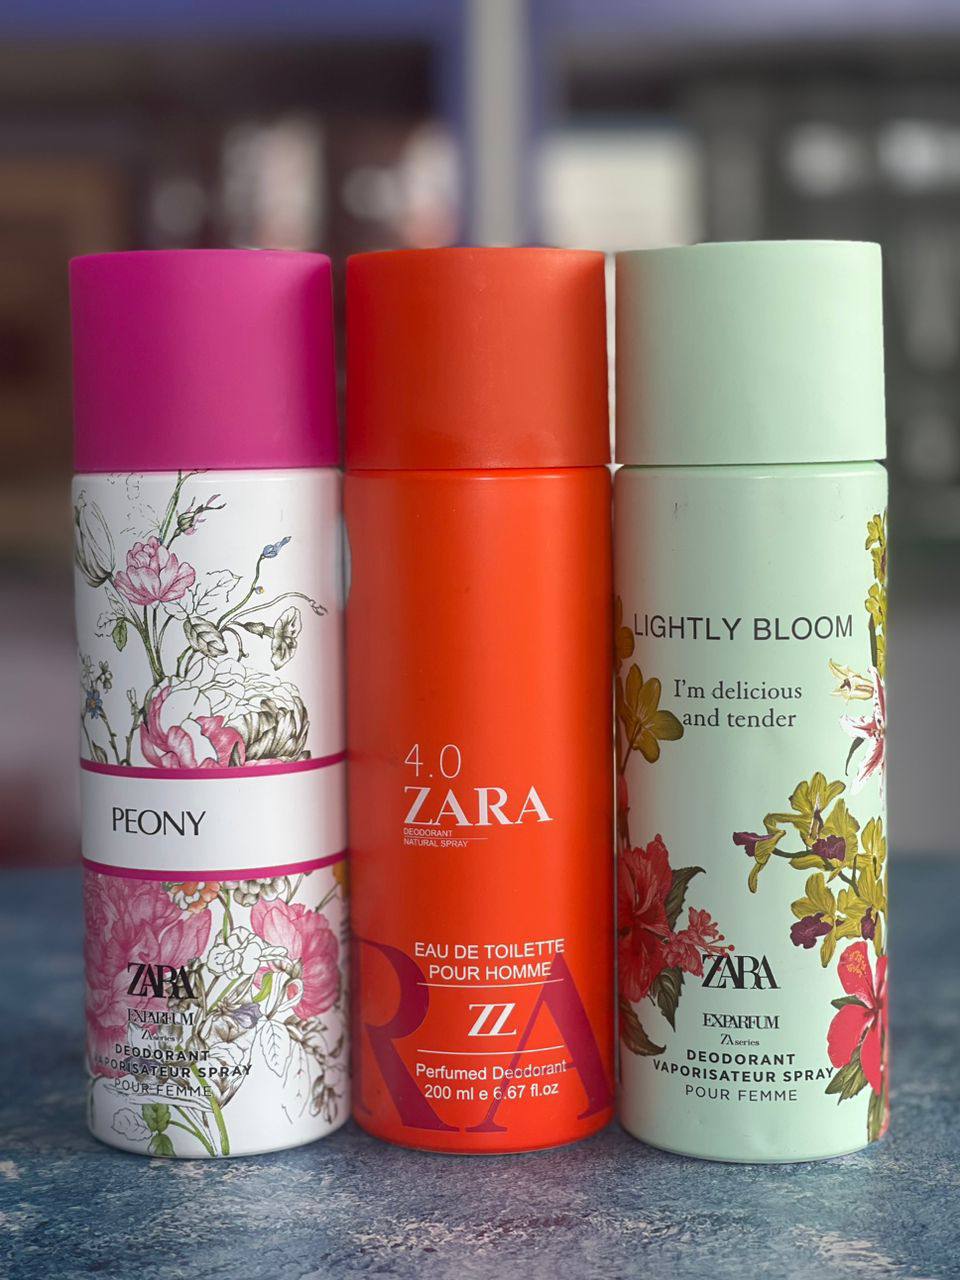 PEONY
ZARA
EXPARFUM
ZA series
DEODORANT
VAPORISATEUR SPRAY
POUR FEMME
4.0
ZARA
DEODORANT
NATURAL SPRAY
RA
EAU DE TOILETTE
POUR HOMME
ZZ
Perfumed Deodorant
200 ml e 6.67 fl.oz
LIGHTLY BLOOM
I'm delicious
and tender
ZARA
EXPARFUM
ZA series
DEODORANT
VAPORISATEUR SPRAY
POUR FEMME